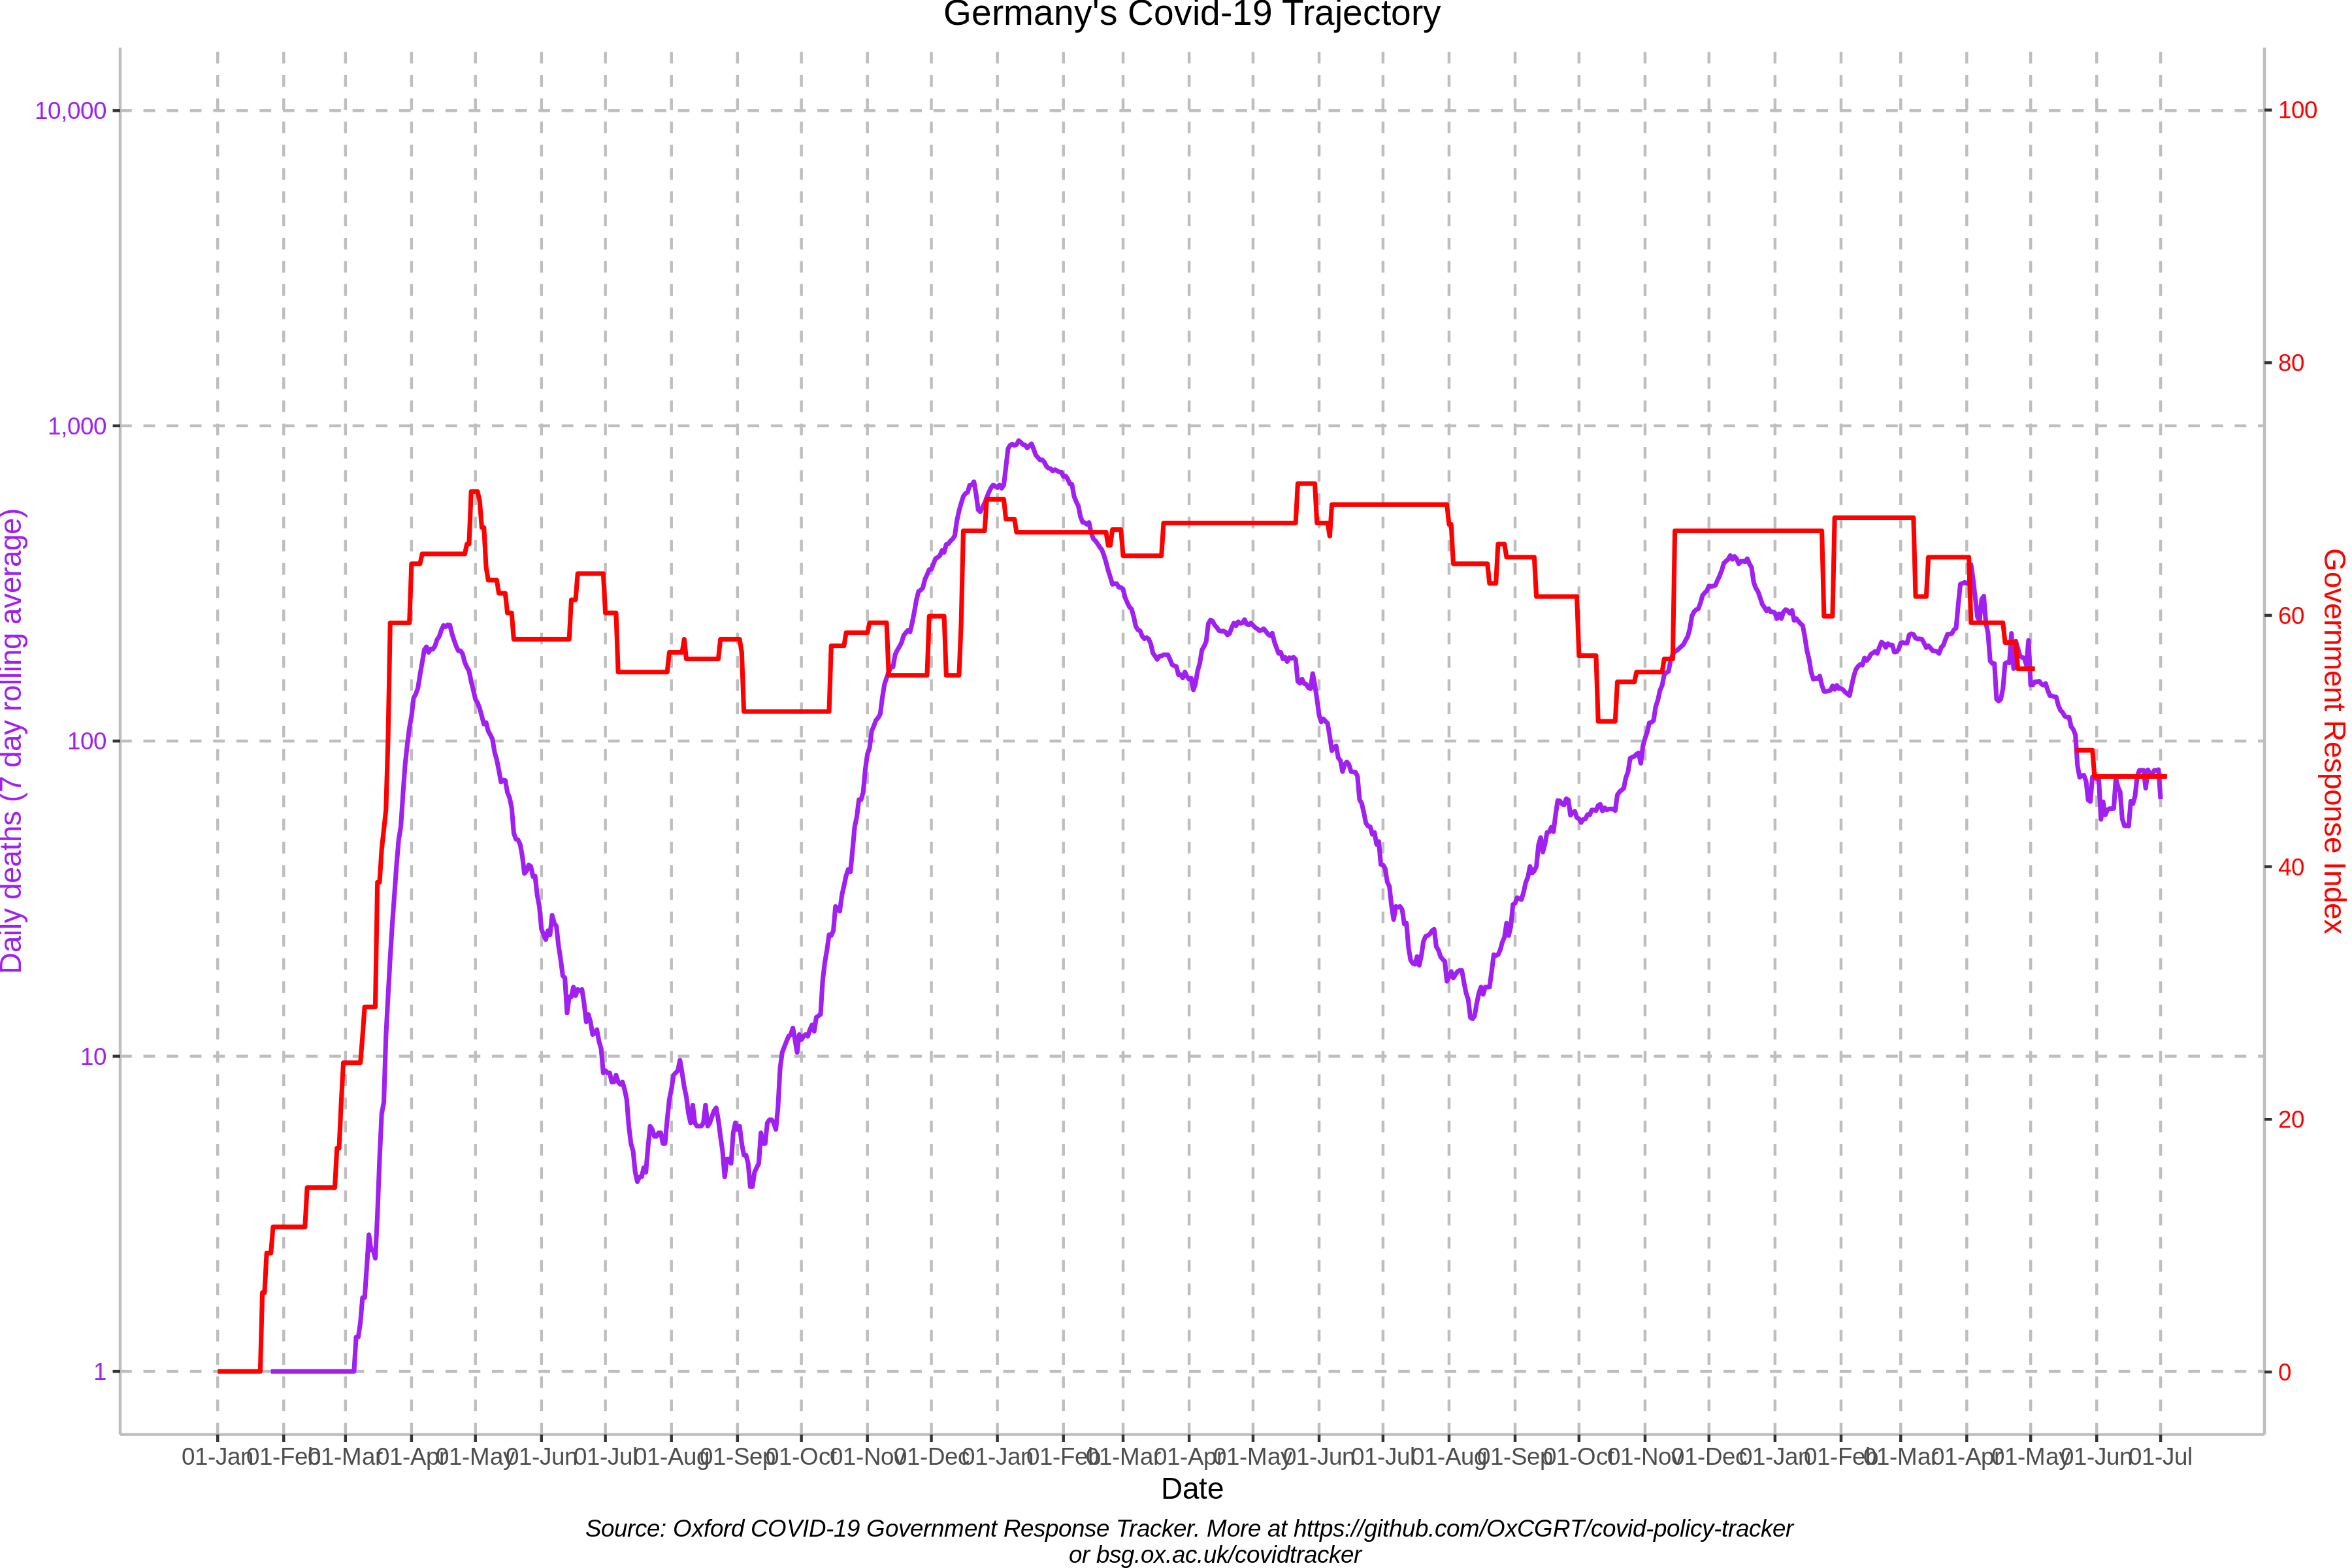 Germany's Covid-19 Trajectory
10,000
1,000
100
10
1
Daily deaths (7 day rolling average)
100
80
60
40
20
0
Government Response Index
01-Jan 01-Feb 01-Mar 01-Apr 01-May 01-Jun 01-Jul 01-Aug 01-Sep 01-Oct 01-Nov 01-Dec 01-Jan 01-Feb 01-Mar 01-Apr 01-May 01-Jun 01-Jul 01-Aug 01-Sep 01-Oct 01-Nov 01-Dec 01-Jan 01-Feb 01-Mar 01-Apr 01-May 01-Jun 01-Jul
Date
Source: Oxford COVID-19 Government Response Tracker. More at https://github.com/OxCGRT/covid-policy-tracker
or bsg.ox.ac.uk/covidtracker